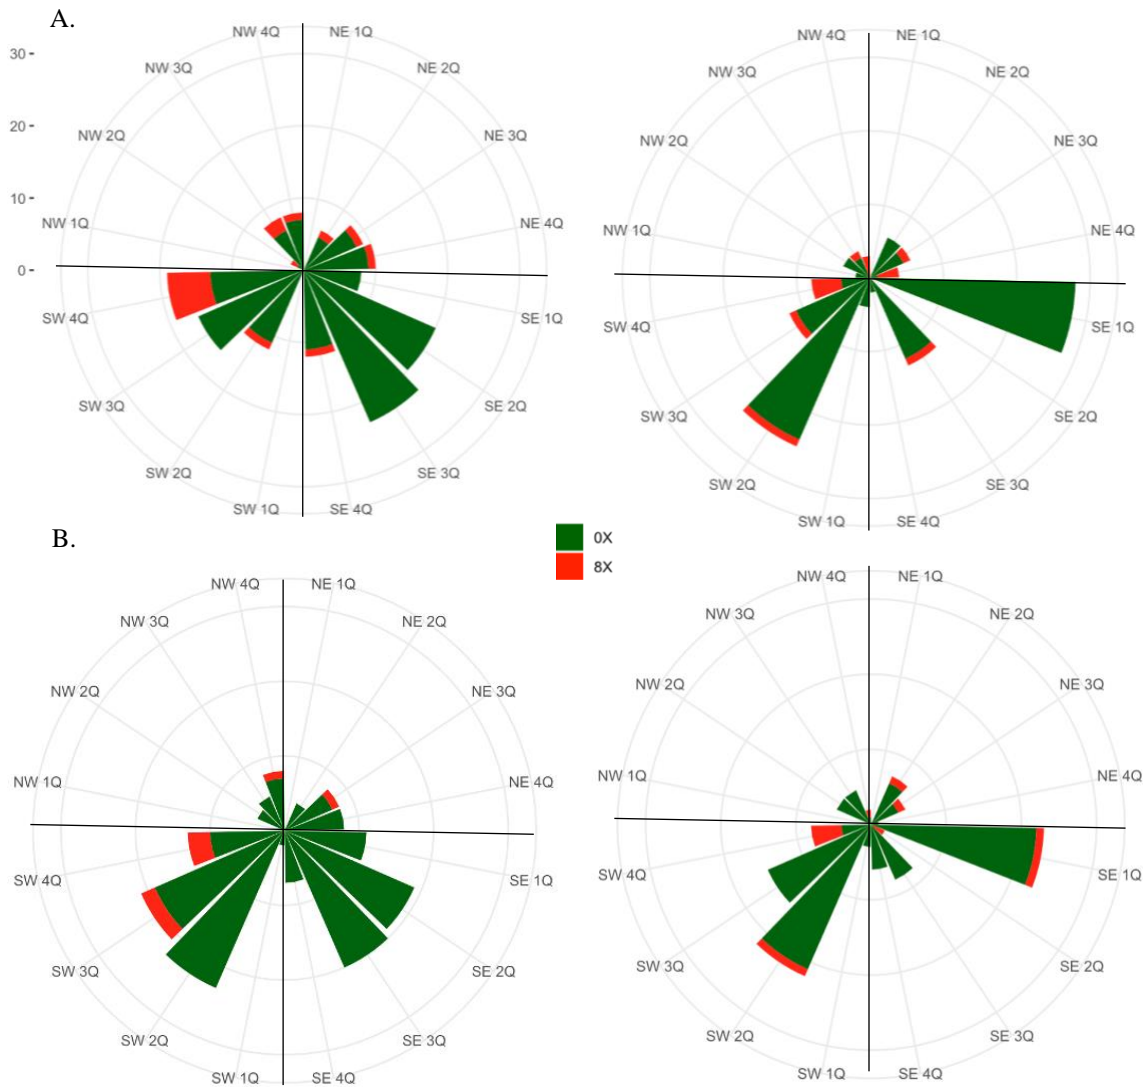 A.
NW 4Q NE 1Q
NW 3Q NE 2Q
NW 2Q NE 3Q
NW 1Q NE 4Q
SW 4Q SE 1Q
SW 3Q SE 2Q
SW 2Q SE 3Q
SW 1Q SE 4Q
30
20
10
0
NW 4Q NE 1Q
NW 3Q NE 2Q
NW 2Q NE 3Q
NW 1Q NE 4Q
SW 4Q SE 1Q
SW 3Q SE 2Q
SW 2Q SE 3Q
SW 1Q SE 4Q
B.
0X
8X
NW 4Q NE 1Q
NW 3Q NE 2Q
NW 2Q NE 3Q
NW 1Q NE 4Q
SW 4Q SE 1Q
SW 3Q SE 2Q
SW 2Q SE 3Q
SW 1Q SE 4Q
NW 4Q NE 1Q
NW 3Q NE 2Q
NW 2Q NE 3Q
NW 1Q NE 4Q
SW 4Q SE 1Q
SW 3Q SE 2Q
SW 2Q SE 3Q
SW 1Q SE 4Q